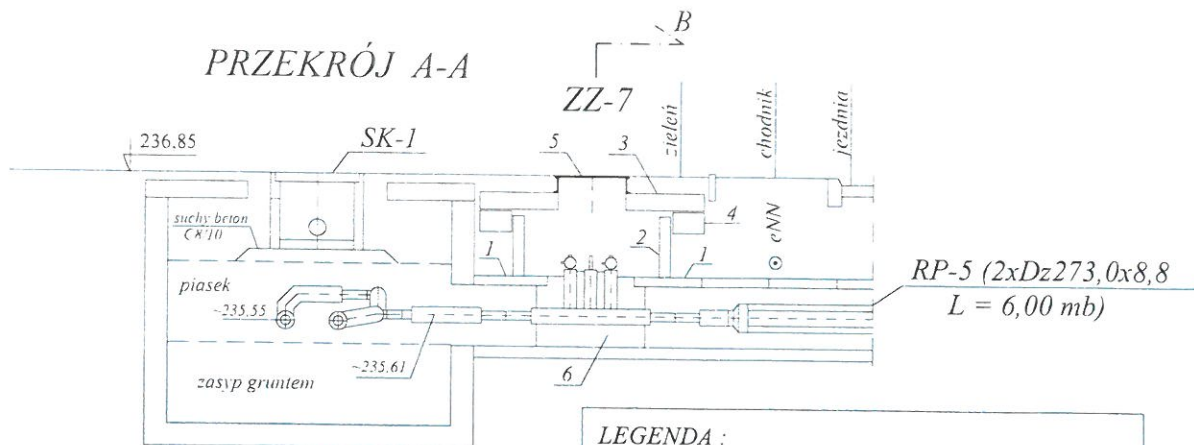 B
PRZEKRÓJ A-A
ZZ-7
zieleń
chodnik
jezdnia
236.85
SK-1
5
3
suchy beton
C8/10
4
eNN
1
2
1
piasek
RP-5 (2xDz273,0x8,8
L = 6,00 mb)
~235,55
~235.61
6
zasyp gruntem
LEGENDA :